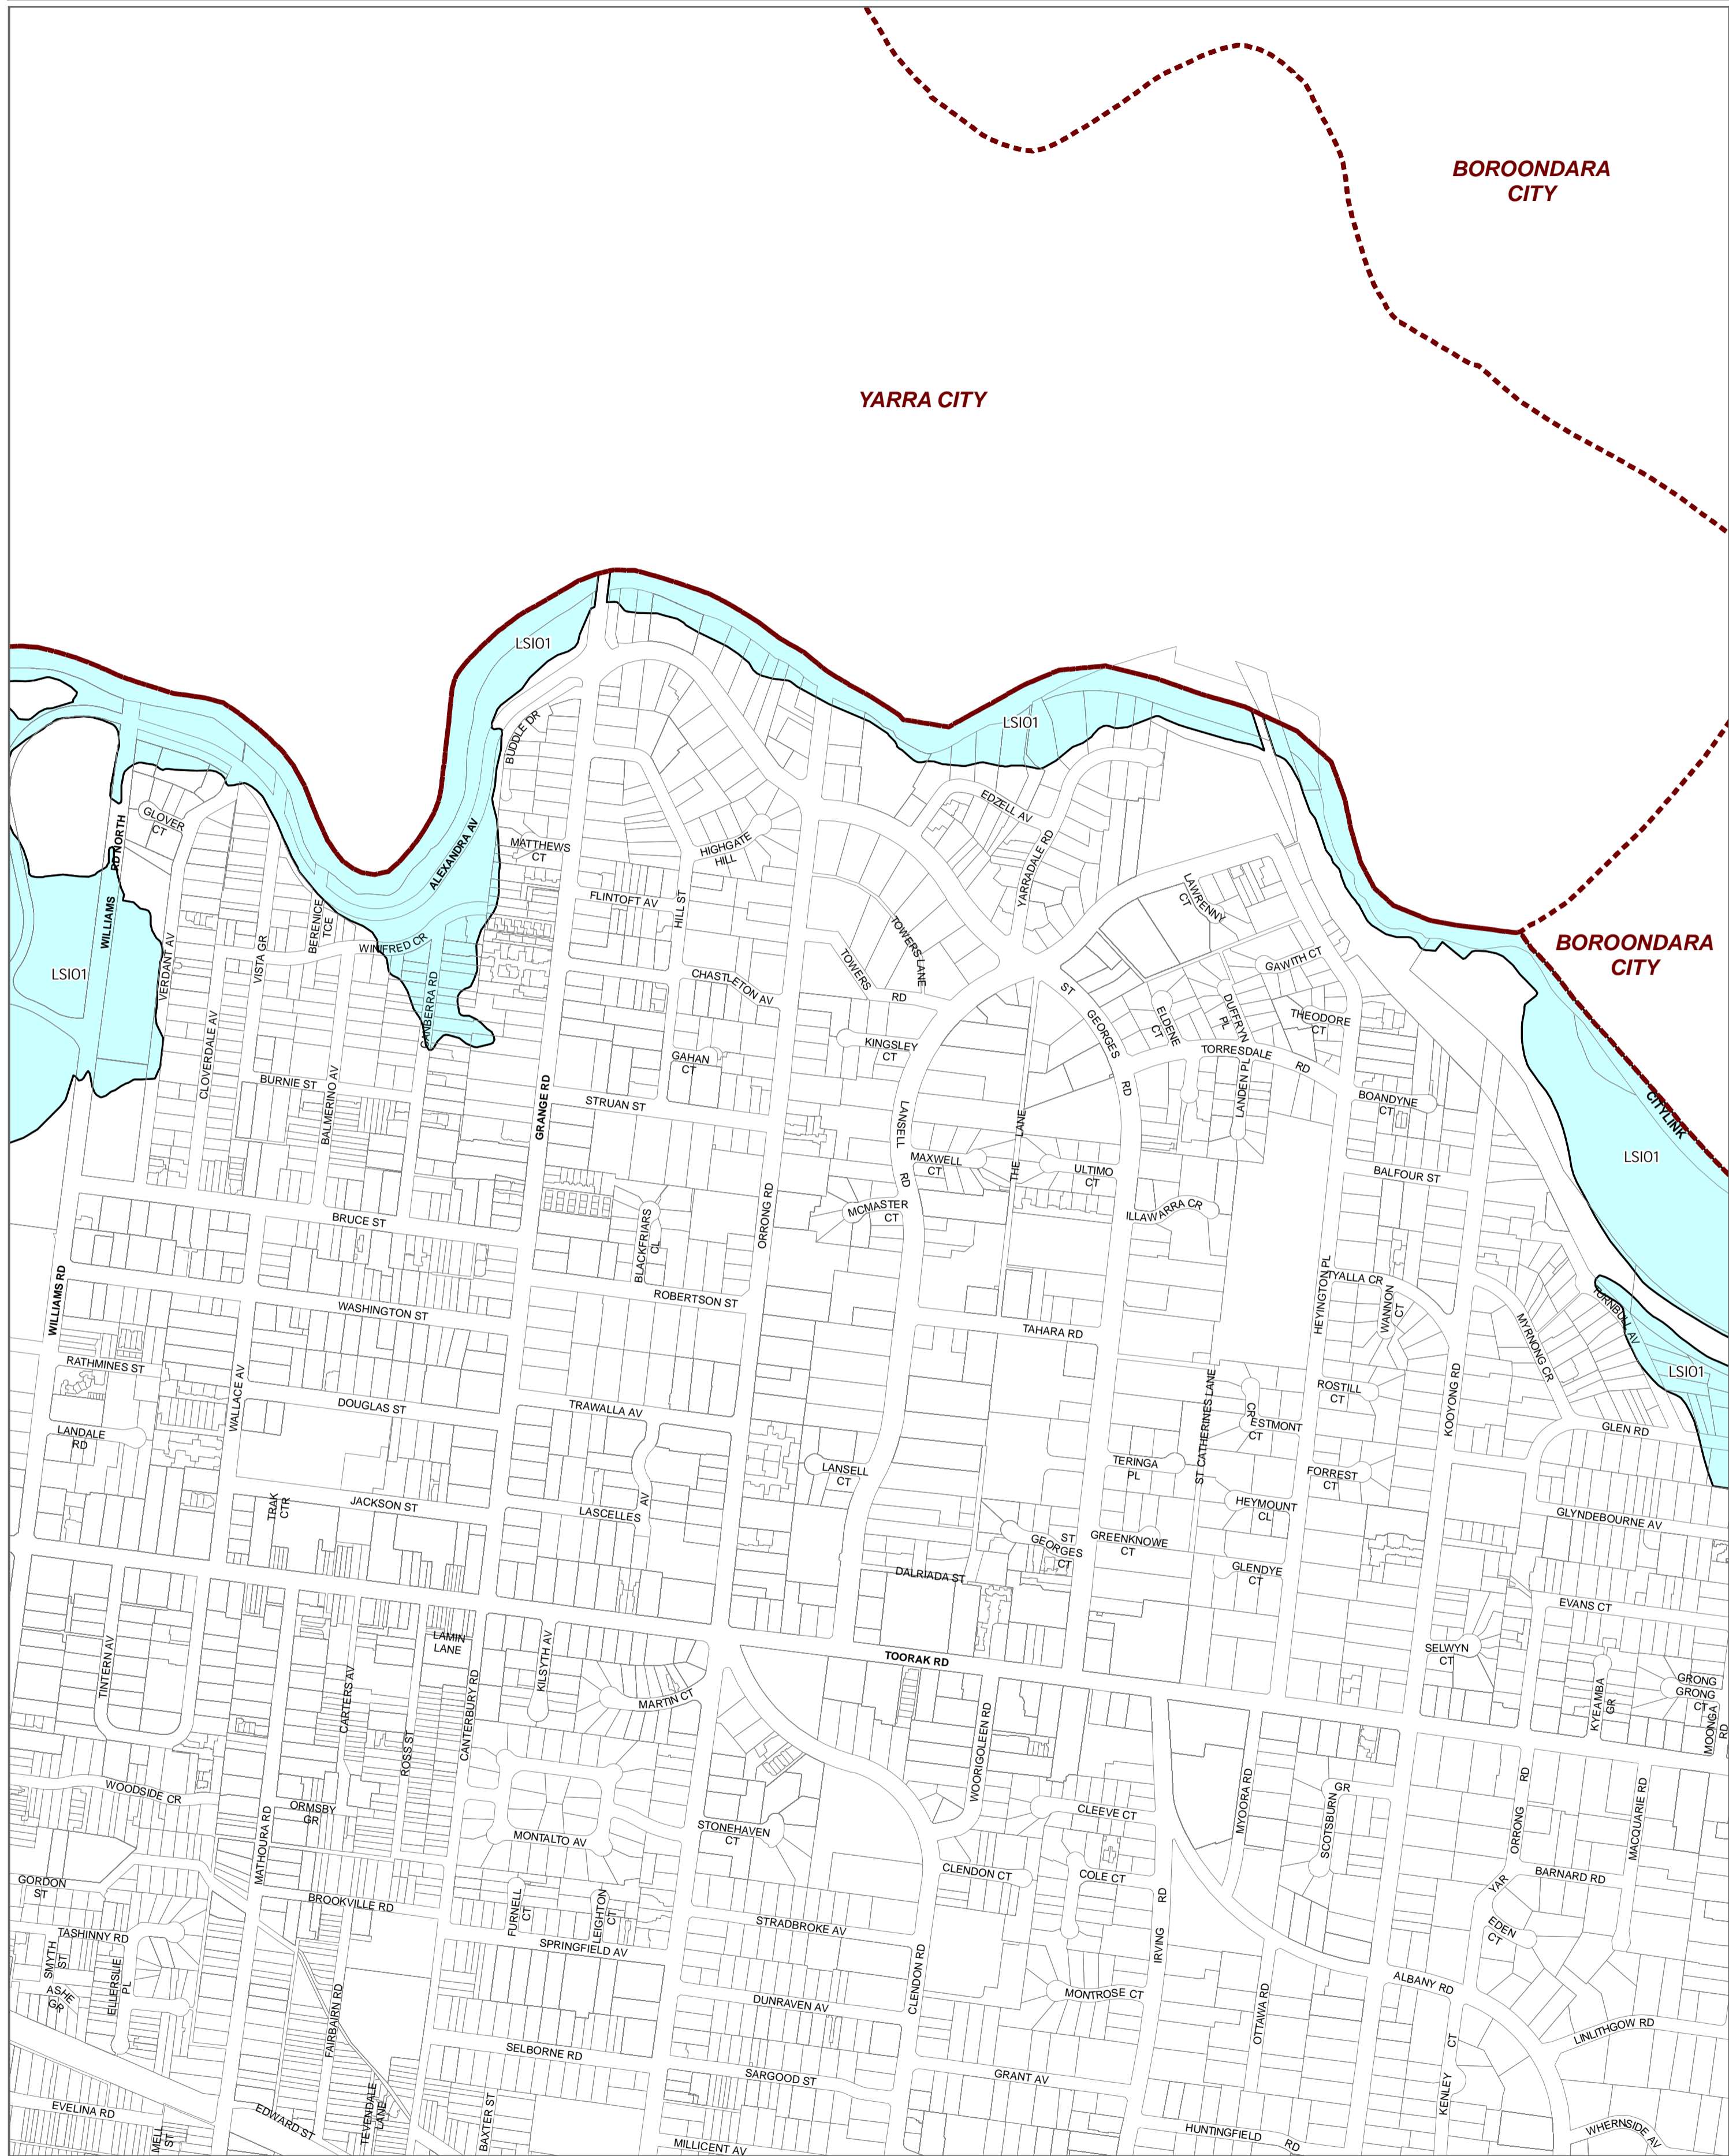 BOROONDARA
CITY
YARRA CITY
LSI01
LSI01
BUDDLE DR
EDZELL AV
GLOVER
CT
RD NORTH
ALEXANDRA AV
MATTHEWS
CT
HIGHGATE
HILL
YARRADALE RD
WILLIAMS
FLINTOFT AV
HILL ST
LAWRENNY
CT
BERENICE
TCE
WINIFRED CR
VISTA GR
VERDANT AV
LSI01
TOWERS LANE
TOWERS
RD
BOROONDARA
CITY
GAWITH CT
CANBERRA RD
CHASTLETON AV
ST
GEORGES
RD
ELDENE
CT
DUFFRYN
PL
THEODORE
CT
CLOVERDALE AV
KINGSLEY
CT
GAHAN
CT
TORRESDALE
RD
LANDEN PL
BURNIE ST
BALMERINO AV
GRANGE RD
STRUAN ST
BOANDYNE
CT
CITYLINK
LSI01
LANSELL
RD
THE
LANE
MAXWELL
CT
ULTIMO
CT
BALFOUR ST
MCMASTER
CT
ILLAWARRA CR
BRUCE ST
BLACKFRIARS
CL
ORRONG RD
WILLIAMS RD
ROBERTSON ST
WASHINGTON ST
TAHARA RD
HEYINGTON PL
TYALLA CR
WANNON
CT
TURNBULL AV
MYRNONG CR
LSI01
RATHMINES ST
WALLACE AV
DOUGLAS ST
TRAWALLA AV
ROSTILL
CT
KOOYONG RD
ST CATHERINES LANE
CR
ESTMONT
CT
GLEN RD
LANDALE
RD
LANSELL
CT
TERINGA
PL
FORREST
CT
TRAK
CTR
JACKSON ST
LASCELLES
AV
HEYMOUNT
CL
GLYNDEBOURNE AV
ST
GEORGES
CT
GREENKNOWE
CT
DALRIADA ST
GLENDYE
CT
EVANS CT
LAMIN
LANE
TINTERN AV
KILSYTH AV
TOORAK RD
SELWYN
CT
GRONG
GRONG
CT
KYEAMBA
GR
MOONGA
RD
CARTERS AV
ROSS ST
CANTERBURY RD
MARTIN CT
WOORIGOLEEN RD
WOODSIDE CR
MATHOURA RD
ORMSBY
GR
MONTALTO AV
STONEHAVEN
CT
CLEEVE CT
MYOORA RD
SCOTSBURN
GR
YAR
ORRONG
RD
MACQUARIE RD
GORDON
ST
BROOKVILLE RD
FURNELL
CT
LEIGHTON
CT
CLENDON CT
COLE CT
BARNARD RD
TASHINNY RD
STRADBROKE AV
SPRINGFIELD AV
EDEN
CT
SMYTH
ST
ELLERSLIE
PL
ASHE
GR
FAIRBAIRN RD
DUNRAVEN AV
CLENDON RD
IRVING
RD
MONTROSE CT
OTTAWA RD
ALBANY RD
LINLITHGOW RD
SELBORNE RD
SARGOOD ST
GRANT AV
KENLEY
CT
EVELINA RD
MELL
ST
EDWARD ST
TEVENDALE
LANE
BAXTER ST
MILLICENT AV
HUNTINGFIELD
RD
WHERNSIDE AV